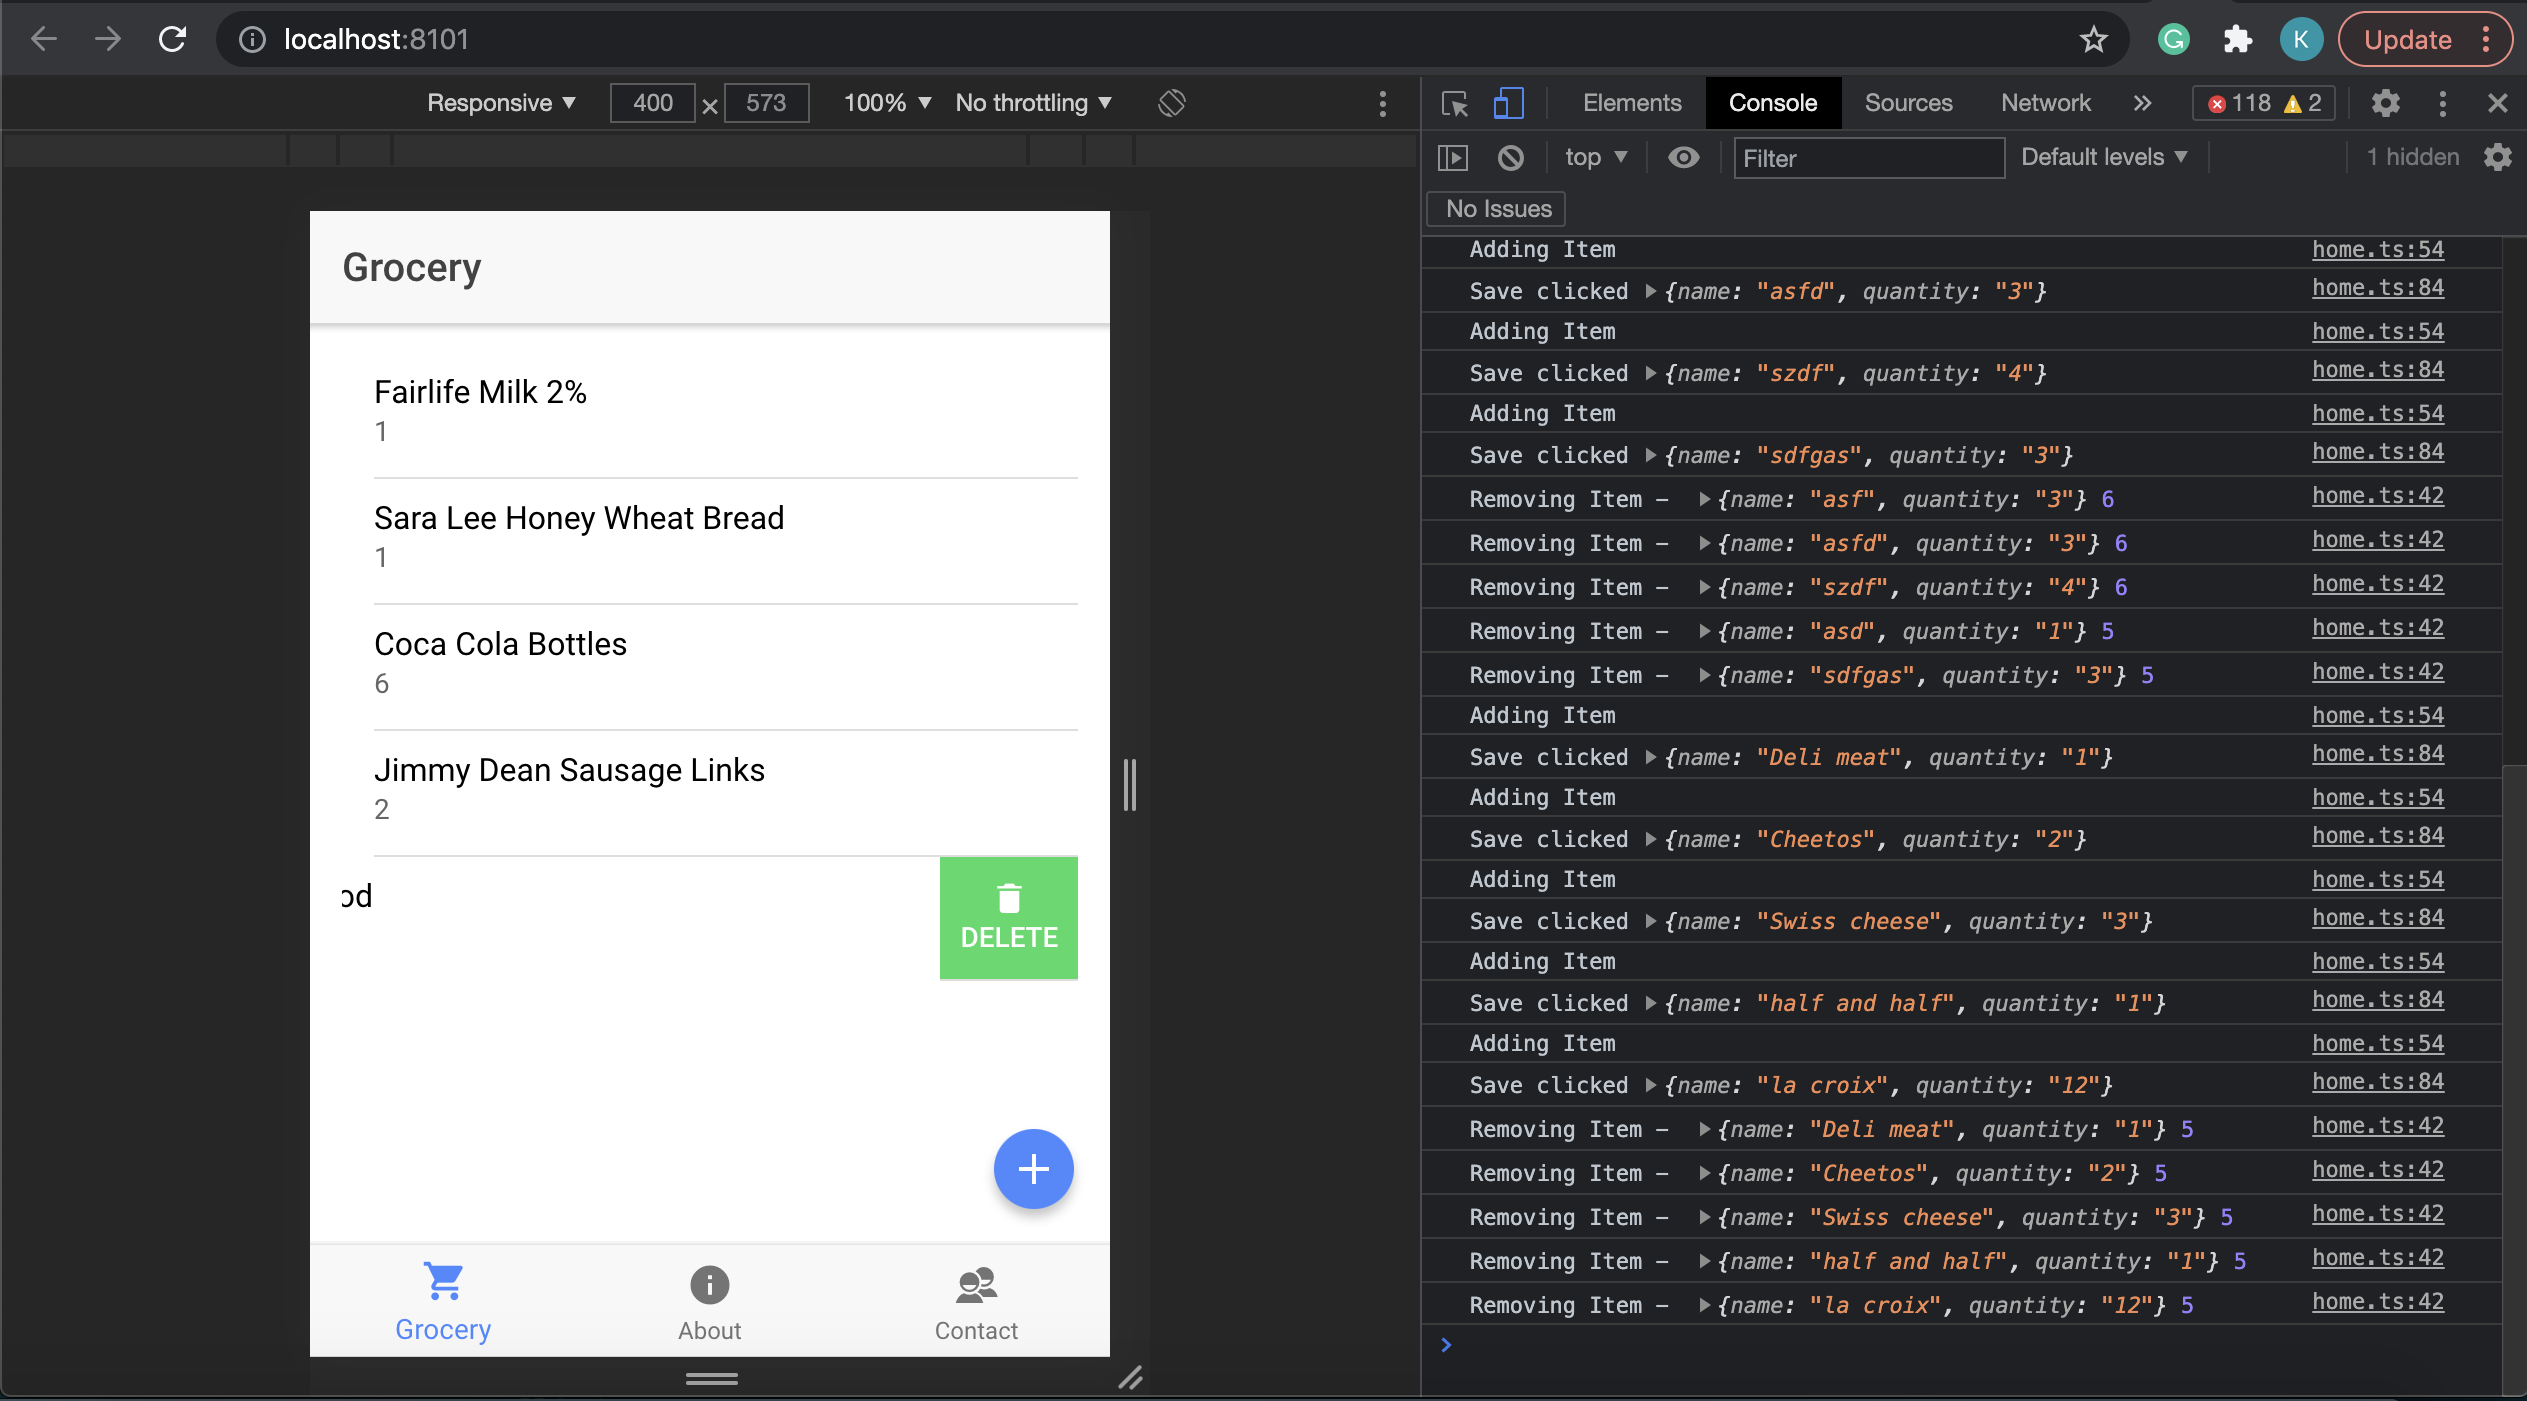 localhost:8101
K
Update
Responsive ▼ 400 × 573 100% ▼ No throttling ▼
Elements Console Sources Network » 118 2
top ▼ Filter Default levels ▼ 1 hidden
No Issues
Grocery
Fairlife Milk 2%
1
Sara Lee Honey Wheat Bread
1
Coca Cola Bottles
6
Jimmy Dean Sausage Links
2
od
DELETE
+
Grocery
About
Contact
Adding Item home.ts:54
Save clicked ▶{name: "asfd", quantity: "3"} home.ts:84
Adding Item home.ts:54
Save clicked ▶{name: "szdf", quantity: "4"} home.ts:84
Adding Item home.ts:54
Save clicked ▶{name: "sdfgas", quantity: "3"} home.ts:84
Removing Item - ▶{name: "asf", quantity: "3"} 6 home.ts:42
Removing Item - ▶{name: "asfd", quantity: "3"} 6 home.ts:42
Removing Item - ▶{name: "szdf", quantity: "4"} 6 home.ts:42
Removing Item - ▶{name: "asd", quantity: "1"} 5 home.ts:42
Removing Item - ▶{name: "sdfgas", quantity: "3"} 5 home.ts:42
Adding Item home.ts:54
Save clicked ▶{name: "Deli meat", quantity: "1"} home.ts:84
Adding Item home.ts:54
Save clicked ▶{name: "Cheetos", quantity: "2"} home.ts:84
Adding Item home.ts:54
Save clicked ▶{name: "Swiss cheese", quantity: "3"} home.ts:84
Adding Item home.ts:54
Save clicked ▶{name: "half and half", quantity: "1"} home.ts:84
Adding Item home.ts:54
Save clicked ▶{name: "la croix", quantity: "12"} home.ts:84
Removing Item - ▶{name: "Deli meat", quantity: "1"} 5 home.ts:42
Removing Item - ▶{name: "Cheetos", quantity: "2"} 5 home.ts:42
Removing Item - ▶{name: "Swiss cheese", quantity: "3"} 5 home.ts:42
Removing Item - ▶{name: "half and half", quantity: "1"} 5 home.ts:42
Removing Item - ▶{name: "la croix", quantity: "12"} 5 home.ts:42